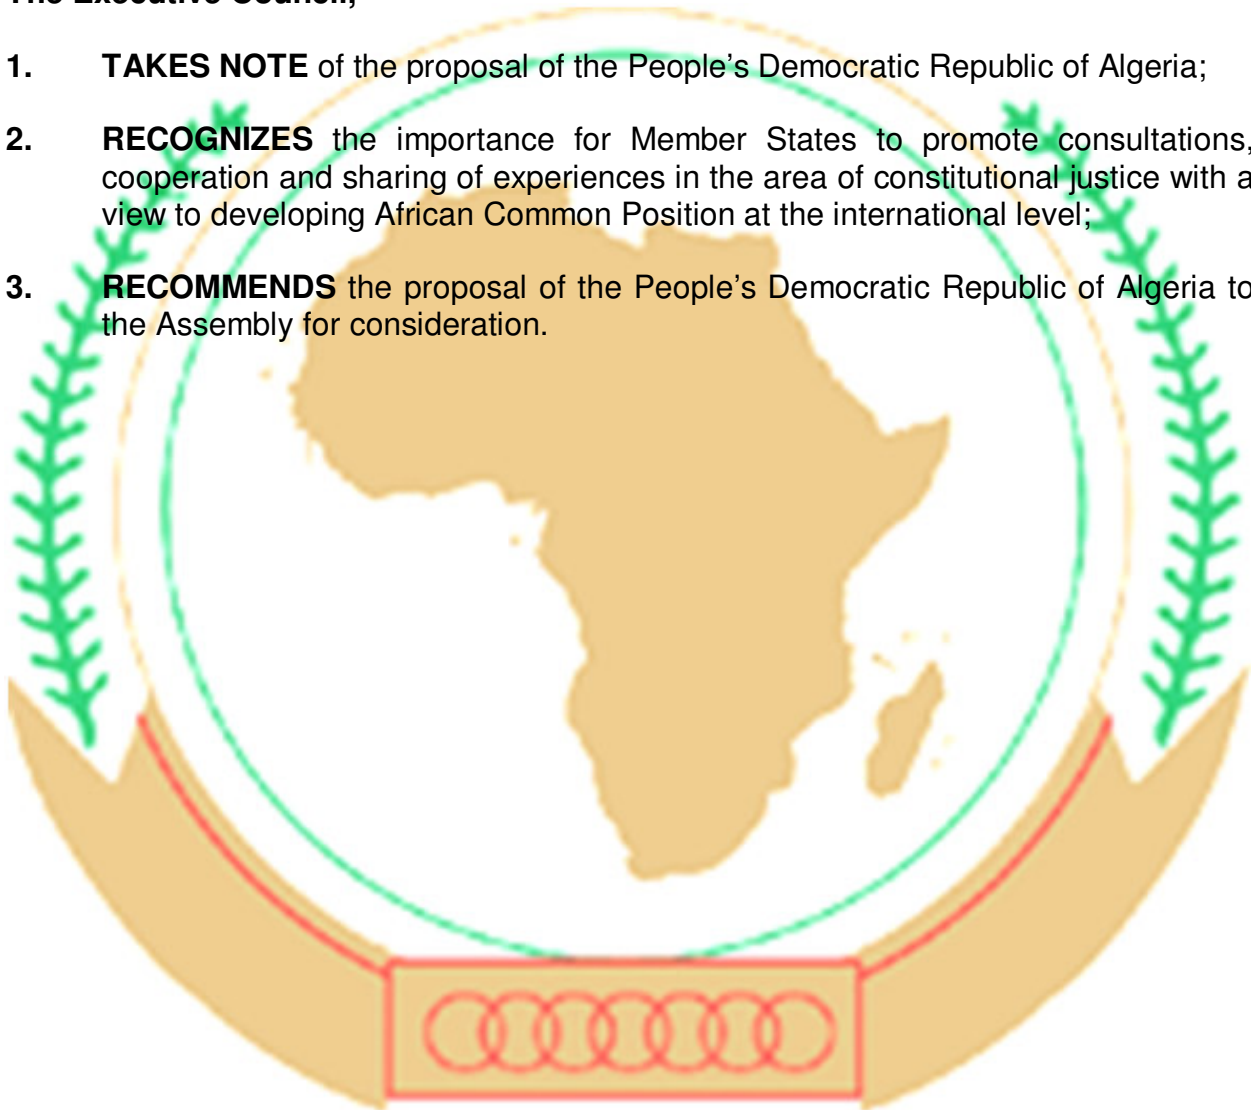 The Executive Council,
1. TAKES NOTE of the proposal of the People’s Democratic Republic of Algeria;
2. RECOGNIZES the importance for Member States to promote consultations,
cooperation and sharing of experiences in the area of constitutional justice with a
view to developing African Common Position at the international level;
3. RECOMMENDS the proposal of the People’s Democratic Republic of Algeria to
the Assembly for consideration.